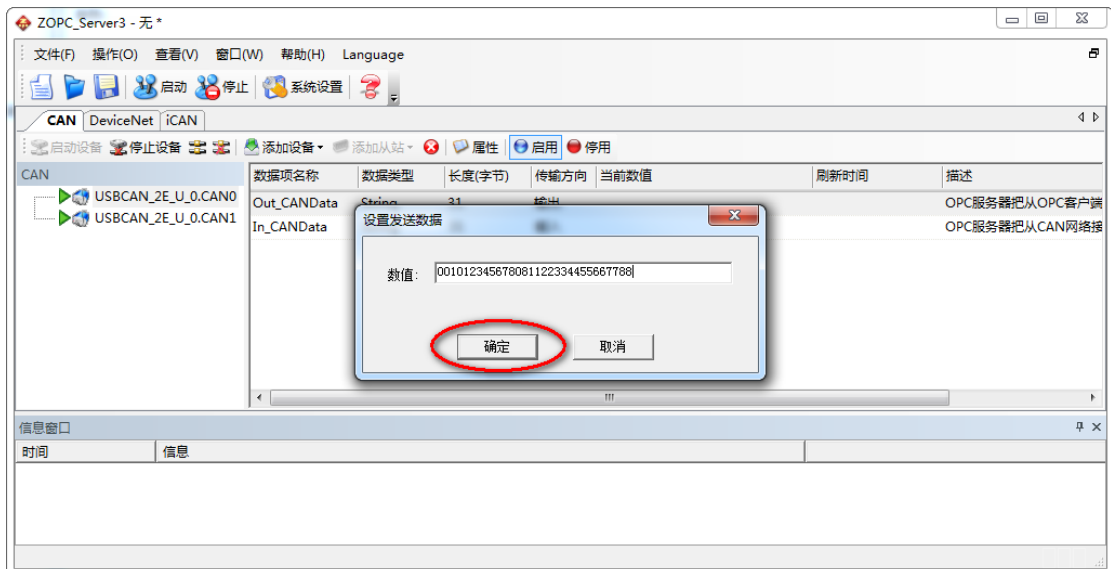 ZOPC_Server3 - 无 *
文件(F) 操作(O) 查看(V) 窗口(W) 帮助(H) Language
启动 停止 系统设置
CAN DeviceNet iCAN
启动设备 停止设备 添加设备 添加从站 属性 启用 停用
CAN
数据项名称 数据类型 长度(字节) 传输方向 当前数值 刷新时间 描述
USBCAN_2E_U_0.CAN0
Out_CANData String 31 输出 OPC服务器把从OPC客户端
USBCAN_2E_U_0.CAN1
In_CANData OPC服务器把从CAN网络接
设置发送数据
数值: 001012345678081122334455667788
确定 取消
信息窗口
时间 信息